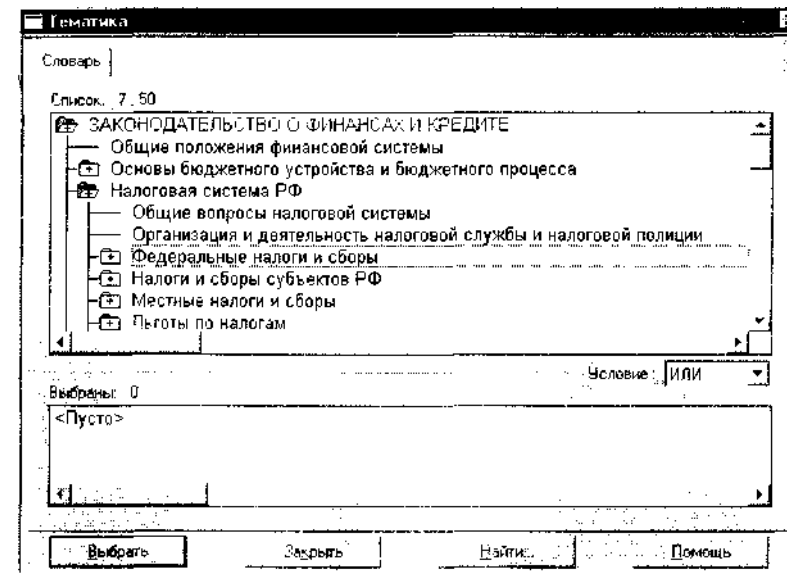 Тематика
Словарь
Список: 7.50
ЗАКОНОДАТЕЛЬСТВО О ФИНАНСАХ И КРЕДИТЕ
Общие положения финансовой системы
Основы бюджетного устройства и бюджетного процесса
Налоговая система РФ
Общие вопросы налоговой системы
Организация и деятельность налоговой службы и налоговой полиции
Федеральные налоги и сборы
Налоги и сборы субъектов РФ
Местные налоги и сборы
Льготы по налогам
Условие: ИЛИ
Выбраны: 0
<Пусто>
Выбрать Закрыть Найти... Помощь